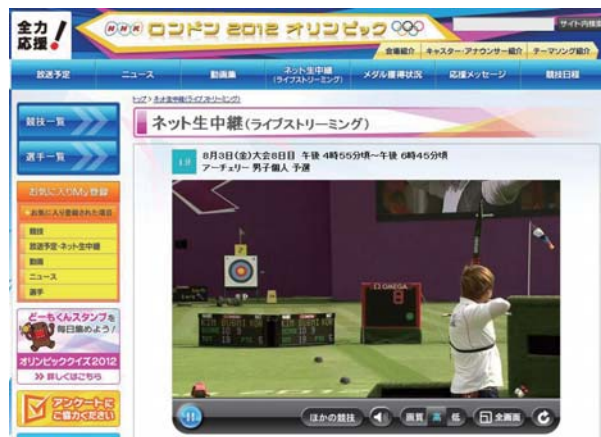 全力
応援!
NHK ロンドン 2012 オリンピック
サイト内検索
会場紹介 キャスター・アナウンサー紹介 テーマソング紹介
放送予定 ニュース 動画集 ネット生中継 メダル獲得状況 応援メッセージ 競技日程
(ライブストリーミング)
トップ > ネット生中継(ライブストリーミング)
競技一覧
選手一覧
お気に入りMy登録
お気に入り登録された項目
競技
放送予定・ネット生中継
動画
ニュース
選手
どーもくんスタンプを
毎日集めよう!
オリンピッククイズ2012
>> 詳しくはこちら
アンケートに
ご協力ください
ネット生中継(ライブストリーミング)
8月3日(金)大会8日目 午後 4時55分頃〜午後 6時45分頃
アーチェリー 男子個人 予選
2
Ω OMEGA
8
KIM BUBMI KOR
ほかの競技 画質 高 低 全画面